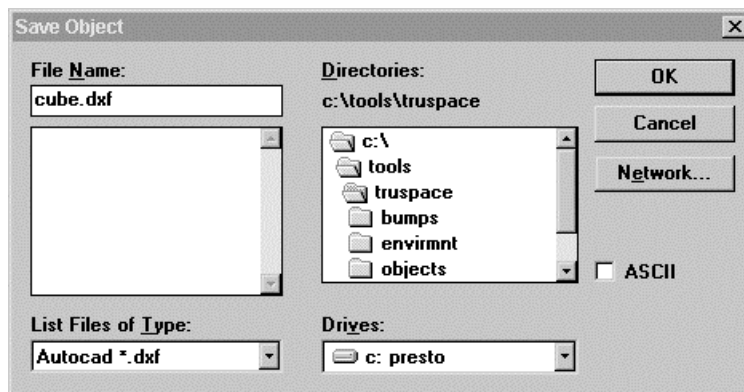 Save Object
File Name:
cube.dxf
List Files of Type:
Autocad *.dxf
Directories:
c:\tools\truspace
c:\
tools
truspace
bumps
envirmnt
objects
Drives:
c: presto
OK
Cancel
Network...
ASCII